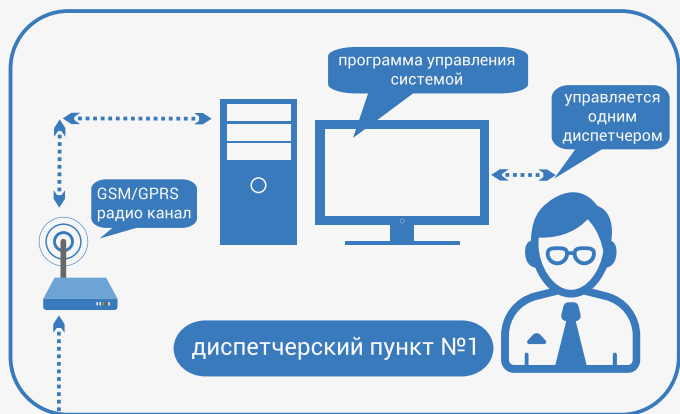 программа управления
системой
управляется
одним
диспетчером
GSM/GPRS
радио канал
диспетчерский пункт №1